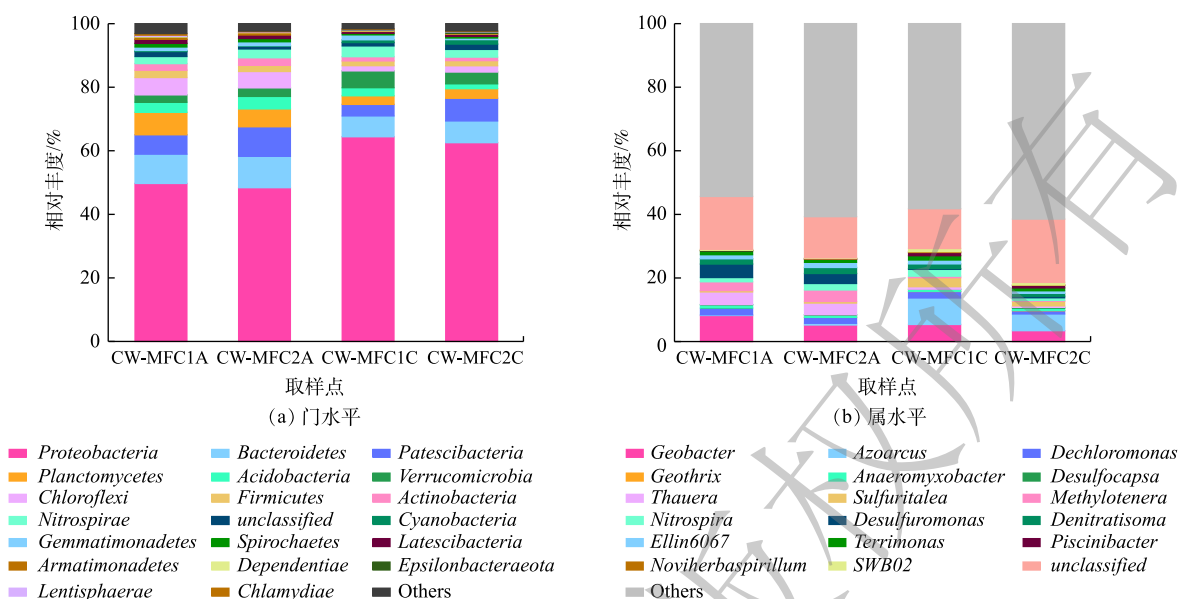 100
80
60
40
20
0
相对丰度/%
CW-MFC1A CW-MFC2A CW-MFC1C CW-MFC2C
取样点
(a) 门水平
Proteobacteria Bacteroidetes Patescibacteria
Planctomycetes Acidobacteria Verrucomicrobia
Chloroflexi Firmicutes Actinobacteria
Nitrospirae unclassified Cyanobacteria
Gemmatimonadetes Spirochaetes Latescibacteria
Armatimonadetes Dependentiae Epsilonbacteraeota
Lentisphaerae Chlamydiae Others
100
80
60
40
20
0
相对丰度/%
CW-MFC1A CW-MFC2A CW-MFC1C CW-MFC2C
取样点
(b) 属水平
Geobacter Azoarcus Dechloromonas
Geothrix Anaeromyxobacter Desulfocapsa
Thauera Sulfuritalea Methylotenera
Nitrospira Desulfuromonas Denitratisoma
Ellin6067 Terrimonas Piscinibacter
Noviherbaspirillum SWB02 unclassified
Others
版权所有